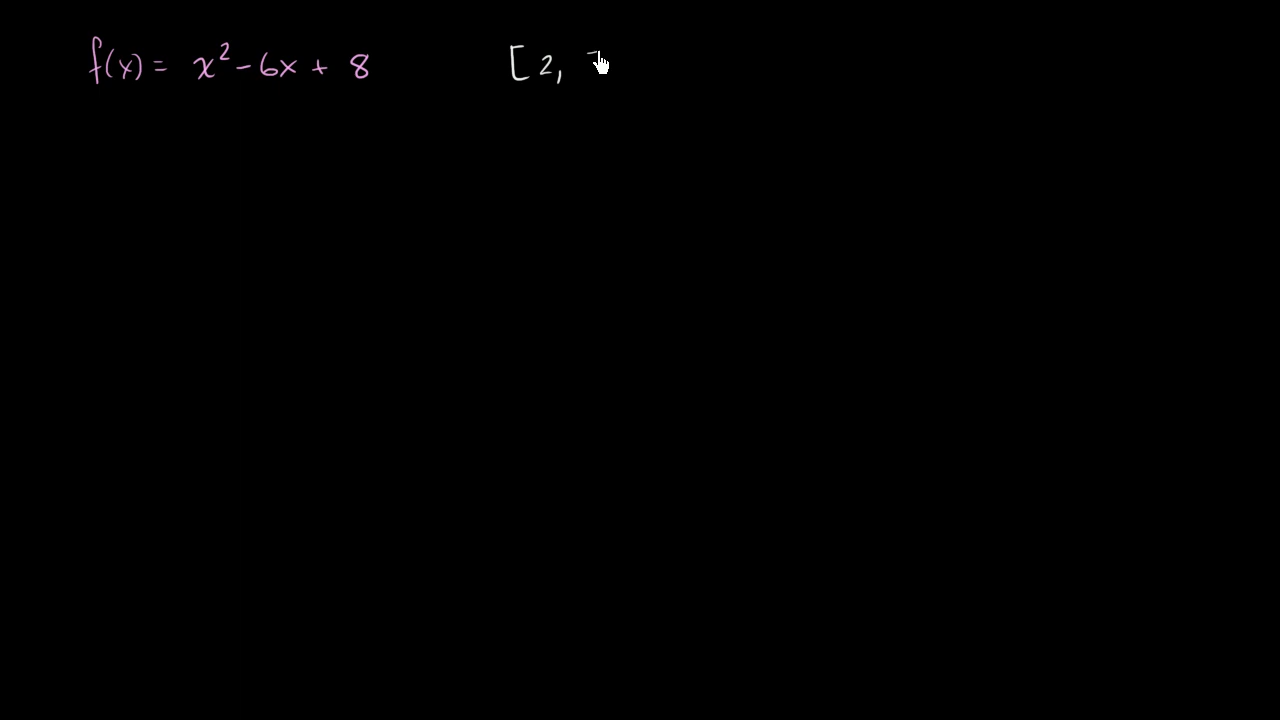 f(x) = x² - 6x + 8 [ 2,